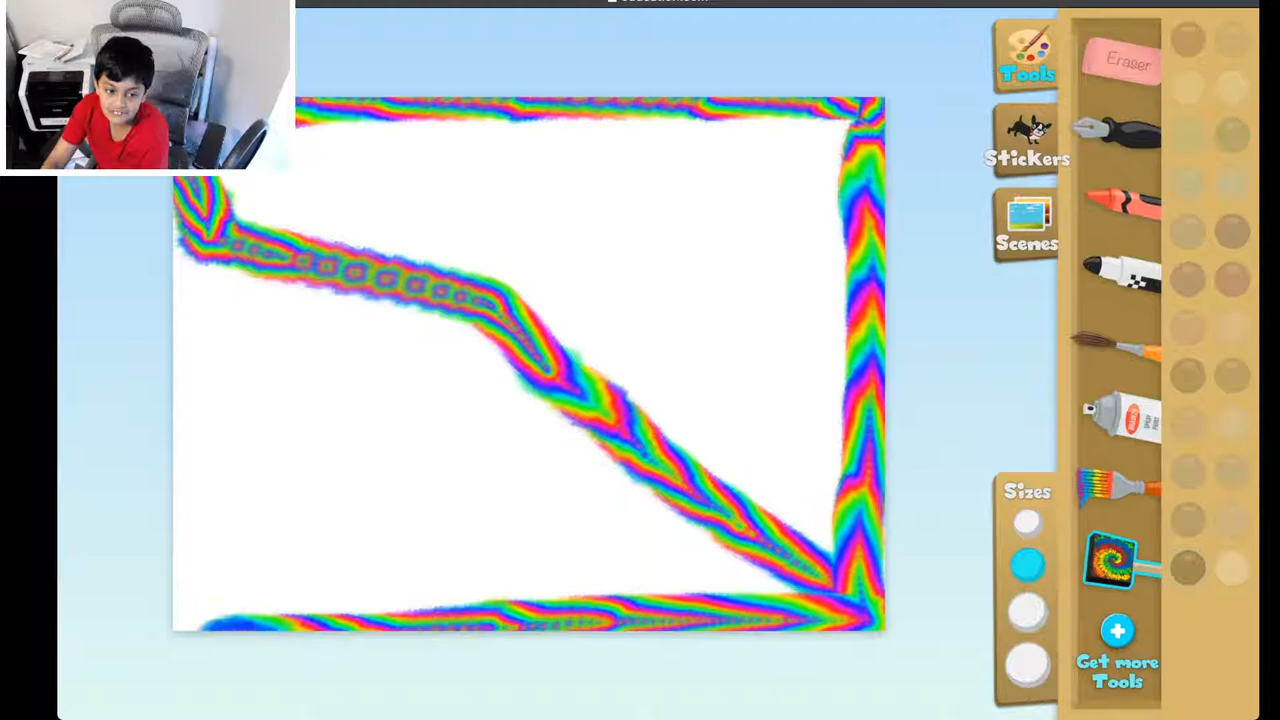 Tools
Eraser
Stickers
Scenes
Sizes
Get more
Tools